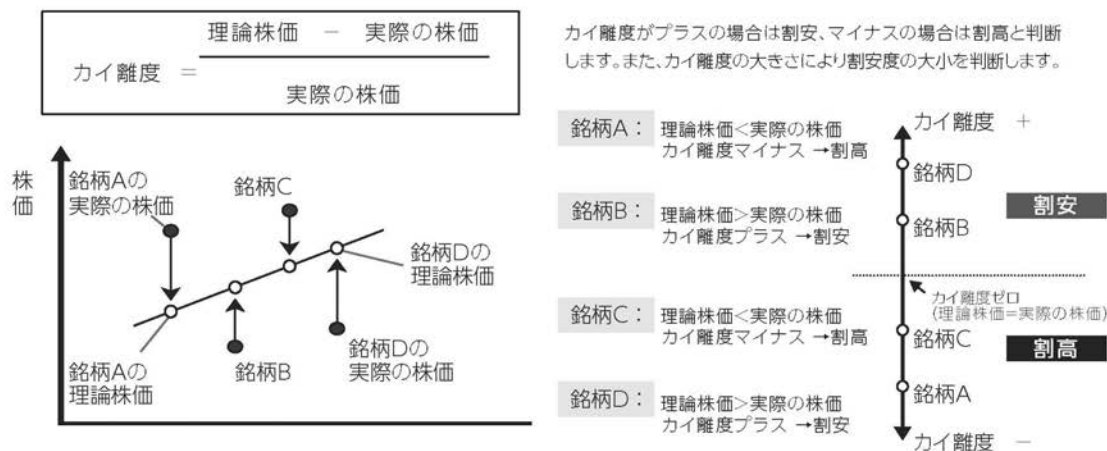 理論株価 － 実際の株価
カイ離度 ＝
実際の株価
株
価
銘柄Aの
実際の株価
銘柄C
銘柄Dの
理論株価
銘柄Aの
理論株価
銘柄B
銘柄Dの
実際の株価
カイ離度がプラスの場合は割安、マイナスの場合は割高と判断
します。また、カイ離度の大きさにより割安度の大小を判断します。
銘柄A：
理論株価＜実際の株価
カイ離度マイナス →割高
銘柄B：
理論株価＞実際の株価
カイ離度プラス →割安
銘柄C：
理論株価＜実際の株価
カイ離度マイナス →割高
銘柄D：
理論株価＞実際の株価
カイ離度プラス →割安
カイ離度 ＋
銘柄D
割安
銘柄B
カイ離度ゼロ
(理論株価=実際の株価)
銘柄C
割高
銘柄A
カイ離度 －